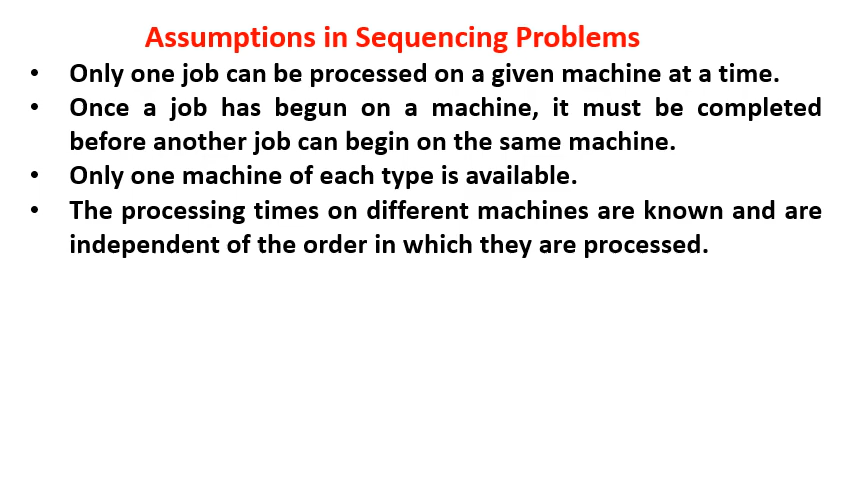 Assumptions in Sequencing Problems
• Only one job can be processed on a given machine at a time.
• Once a job has begun on a machine, it must be completed
before another job can begin on the same machine.
• Only one machine of each type is available.
• The processing times on different machines are known and are
independent of the order in which they are processed.